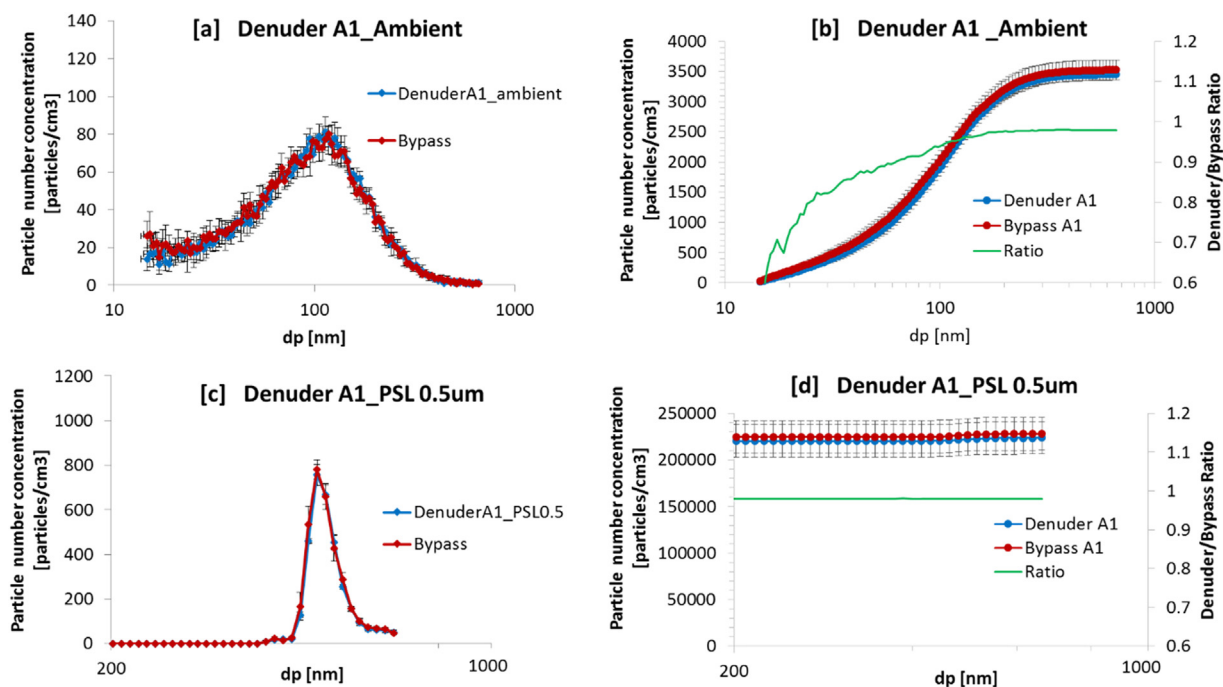 [a] Denuder A1_Ambient
Particle number concentration
[particles/cm3]
140
120
100
80
60
40
20
0
DenuderA1_ambient
Bypass
10
100
1000
dp [nm]
[b] Denuder A1 _Ambient
Particle number concentration
[particles/cm3]
4000
3500
3000
2500
2000
1500
1000
500
0
Denuder A1
Bypass A1
Ratio
1.2
1.1
1
0.9
0.8
0.7
0.6
Denuder/Bypass Ratio
10
100
1000
dp [nm]
[c] Denuder A1_PSL 0.5um
Particle number concentration
[particles/cm3]
1200
1000
800
600
400
200
0
DenuderA1_PSL0.5
Bypass
200
1000
dp [nm]
[d] Denuder A1_PSL 0.5um
Particle number concentration
[particles/cm3]
250000
200000
150000
100000
50000
0
Denuder A1
Bypass A1
Ratio
1.2
1.1
1
0.9
0.8
0.7
0.6
Denuder/Bypass Ratio
200
1000
dp [nm]